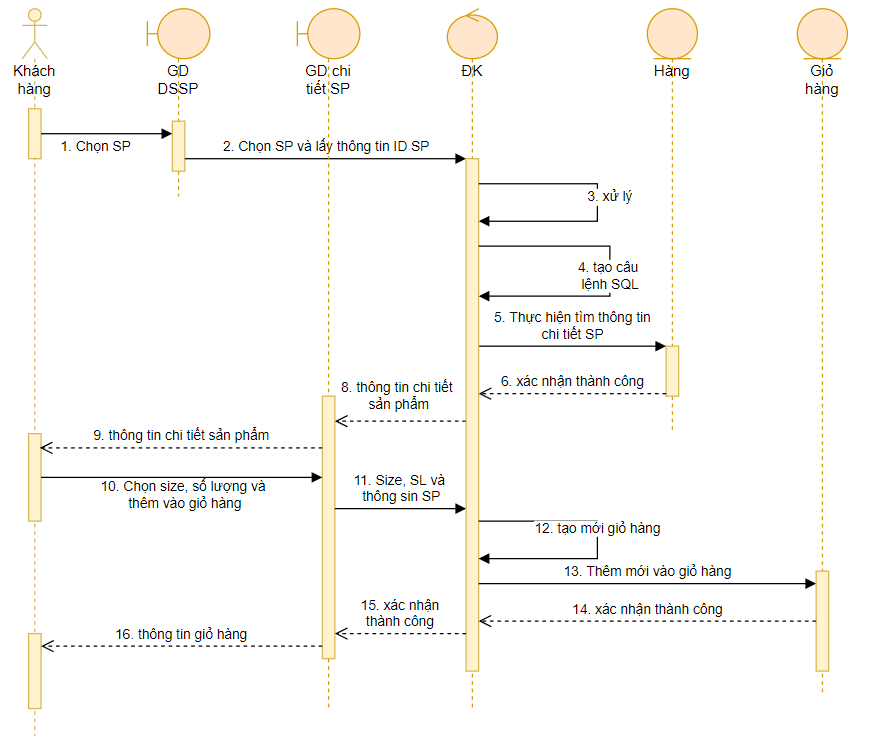 Khách
hàng
GD
DSSP
GD chi
tiết SP
ĐK
Hàng
Giỏ
hàng
1. Chọn SP
2. Chọn SP và lấy thông tin ID SP
3. xử lý
4. tạo câu
lệnh SQL
5. Thực hiện tìm thông tin
chi tiết SP
6. xác nhận thành công
8. thông tin chi tiết
sản phẩm
9. thông tin chi tiết sản phẩm
10. Chọn size, số lượng và
thêm vào giỏ hàng
11. Size, SL và
thông sin SP
12. tạo mới giỏ hàng
13. Thêm mới vào giỏ hàng
14. xác nhận thành công
15. xác nhận
thành công
16. thông tin giỏ hàng